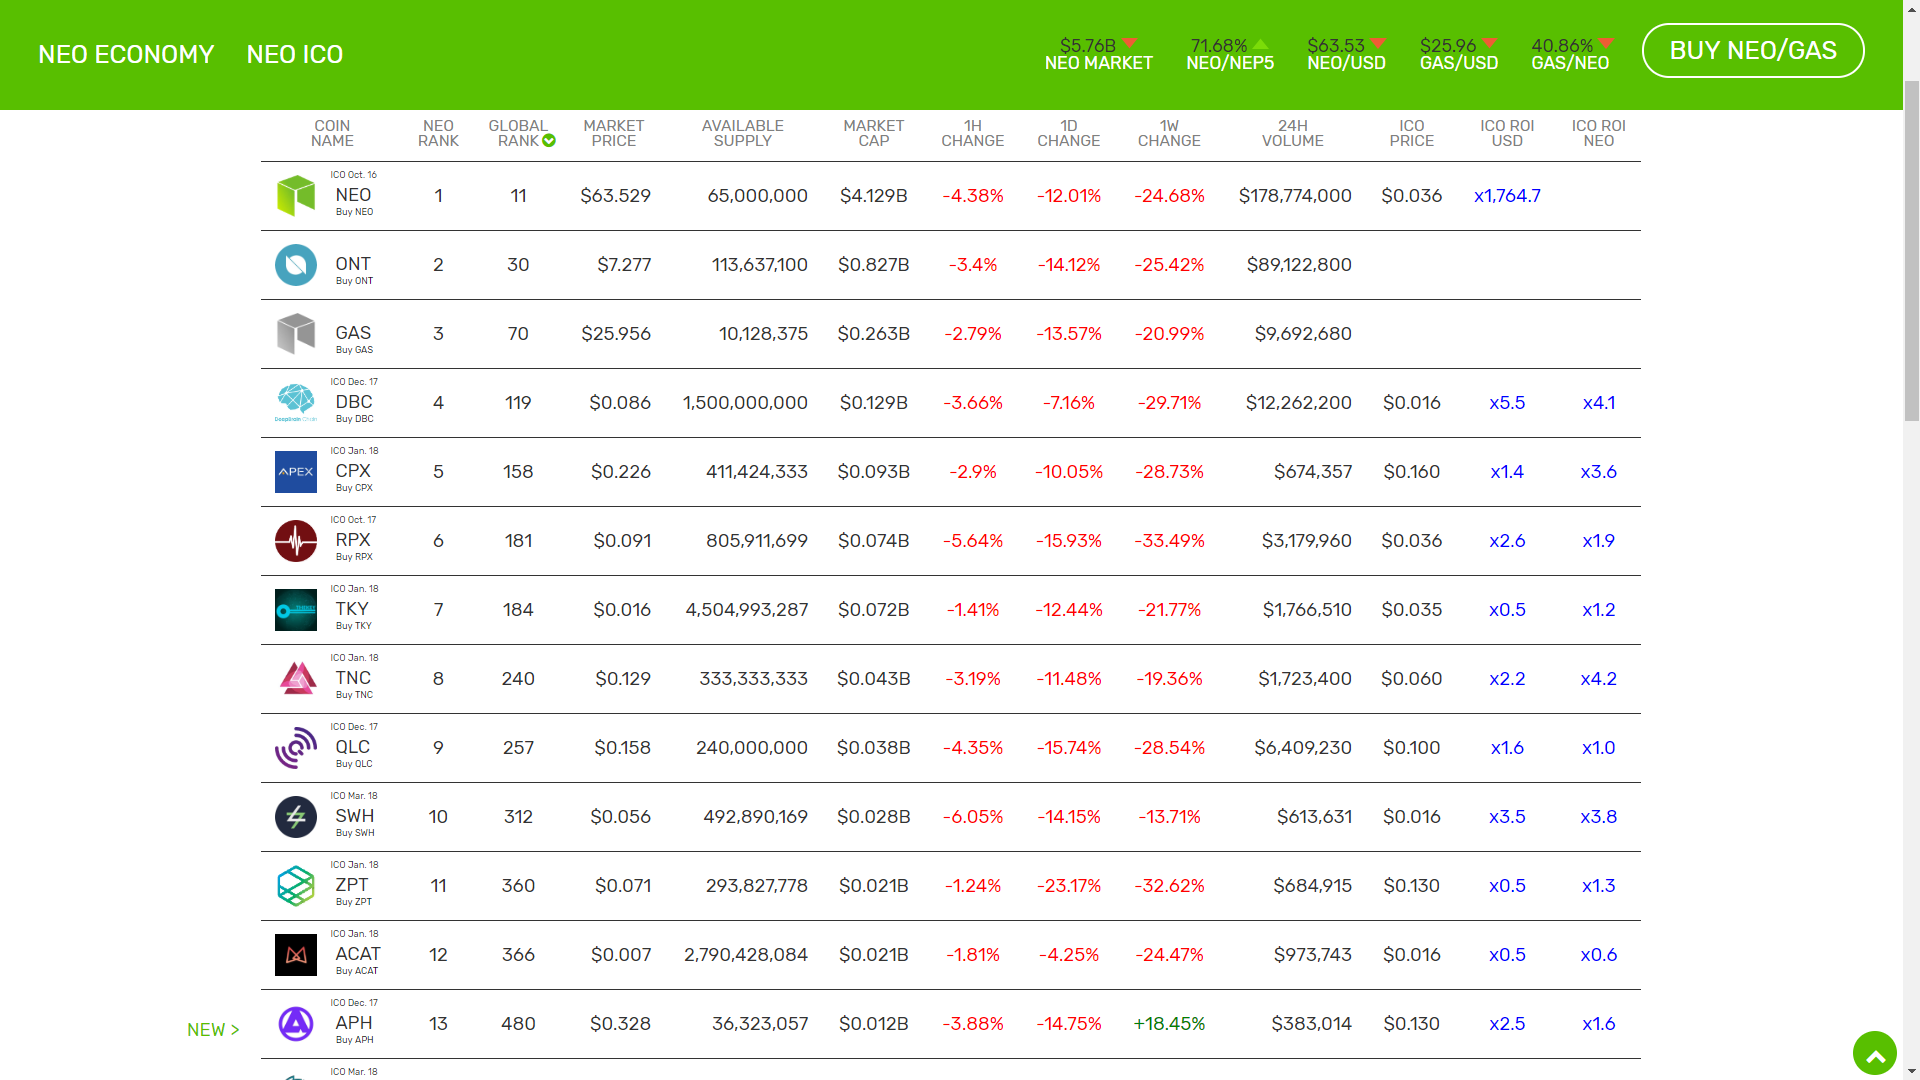 NEO ECONOMY NEO ICO
$5.76B 71.68% $63.53 $25.96 40.86%
NEO MARKET NEO/NEP5 NEO/USD GAS/USD GAS/NEO
BUY NEO/GAS
COIN NEO GLOBAL MARKET AVAILABLE MARKET 1H 1D 1W 24H ICO ICO ROI ICO ROI
NAME RANK RANK PRICE SUPPLY CAP CHANGE CHANGE CHANGE VOLUME PRICE USD NEO
ICO Oct. 16
NEO 1 11 $63.529 65,000,000 $4.129B -4.38% -12.01% -24.68% $178,774,000 $0.036 x1,764.7
Buy NEO
ONT 2 30 $7.277 113,637,100 $0.827B -3.4% -14.12% -25.42% $89,122,800
Buy ONT
GAS 3 70 $25.956 10,128,375 $0.263B -2.79% -13.57% -20.99% $9,692,680
Buy GAS
ICO Dec. 17
DBC 4 119 $0.086 1,500,000,000 $0.129B -3.66% -7.16% -29.71% $12,262,200 $0.016 x5.5 x4.1
DeepBrain Chain
Buy DBC
ICO Jan. 18
APEX CPX 5 158 $0.226 411,424,333 $0.093B -2.9% -10.05% -28.73% $674,357 $0.160 x1.4 x3.6
Buy CPX
ICO Oct. 17
RPX 6 181 $0.091 805,911,699 $0.074B -5.64% -15.93% -33.49% $3,179,960 $0.036 x2.6 x1.9
Buy RPX
ICO Jan. 18
TKY 7 184 $0.016 4,504,993,287 $0.072B -1.41% -12.44% -21.77% $1,766,510 $0.035 x0.5 x1.2
Buy TKY
ICO Jan. 18
TNC 8 240 $0.129 333,333,333 $0.043B -3.19% -11.48% -19.36% $1,723,400 $0.060 x2.2 x4.2
Buy TNC
ICO Dec. 17
QLC 9 257 $0.158 240,000,000 $0.038B -4.35% -15.74% -28.54% $6,409,230 $0.100 x1.6 x1.0
Buy QLC
ICO Mar. 18
SWH 10 312 $0.056 492,890,169 $0.028B -6.05% -14.15% -13.71% $613,631 $0.016 x3.5 x3.8
Buy SWH
ICO Jan. 18
ZPT 11 360 $0.071 293,827,778 $0.021B -1.24% -23.17% -32.62% $684,915 $0.130 x0.5 x1.3
Buy ZPT
ICO Jan. 18
ACAT 12 366 $0.007 2,790,428,084 $0.021B -1.81% -4.25% -24.47% $973,743 $0.016 x0.5 x0.6
Buy ACAT
ICO Dec. 17
APH 13 480 $0.328 36,323,057 $0.012B -3.88% -14.75% +18.45% $383,014 $0.130 x2.5 x1.6
NEW >
Buy APH
ICO Mar. 18